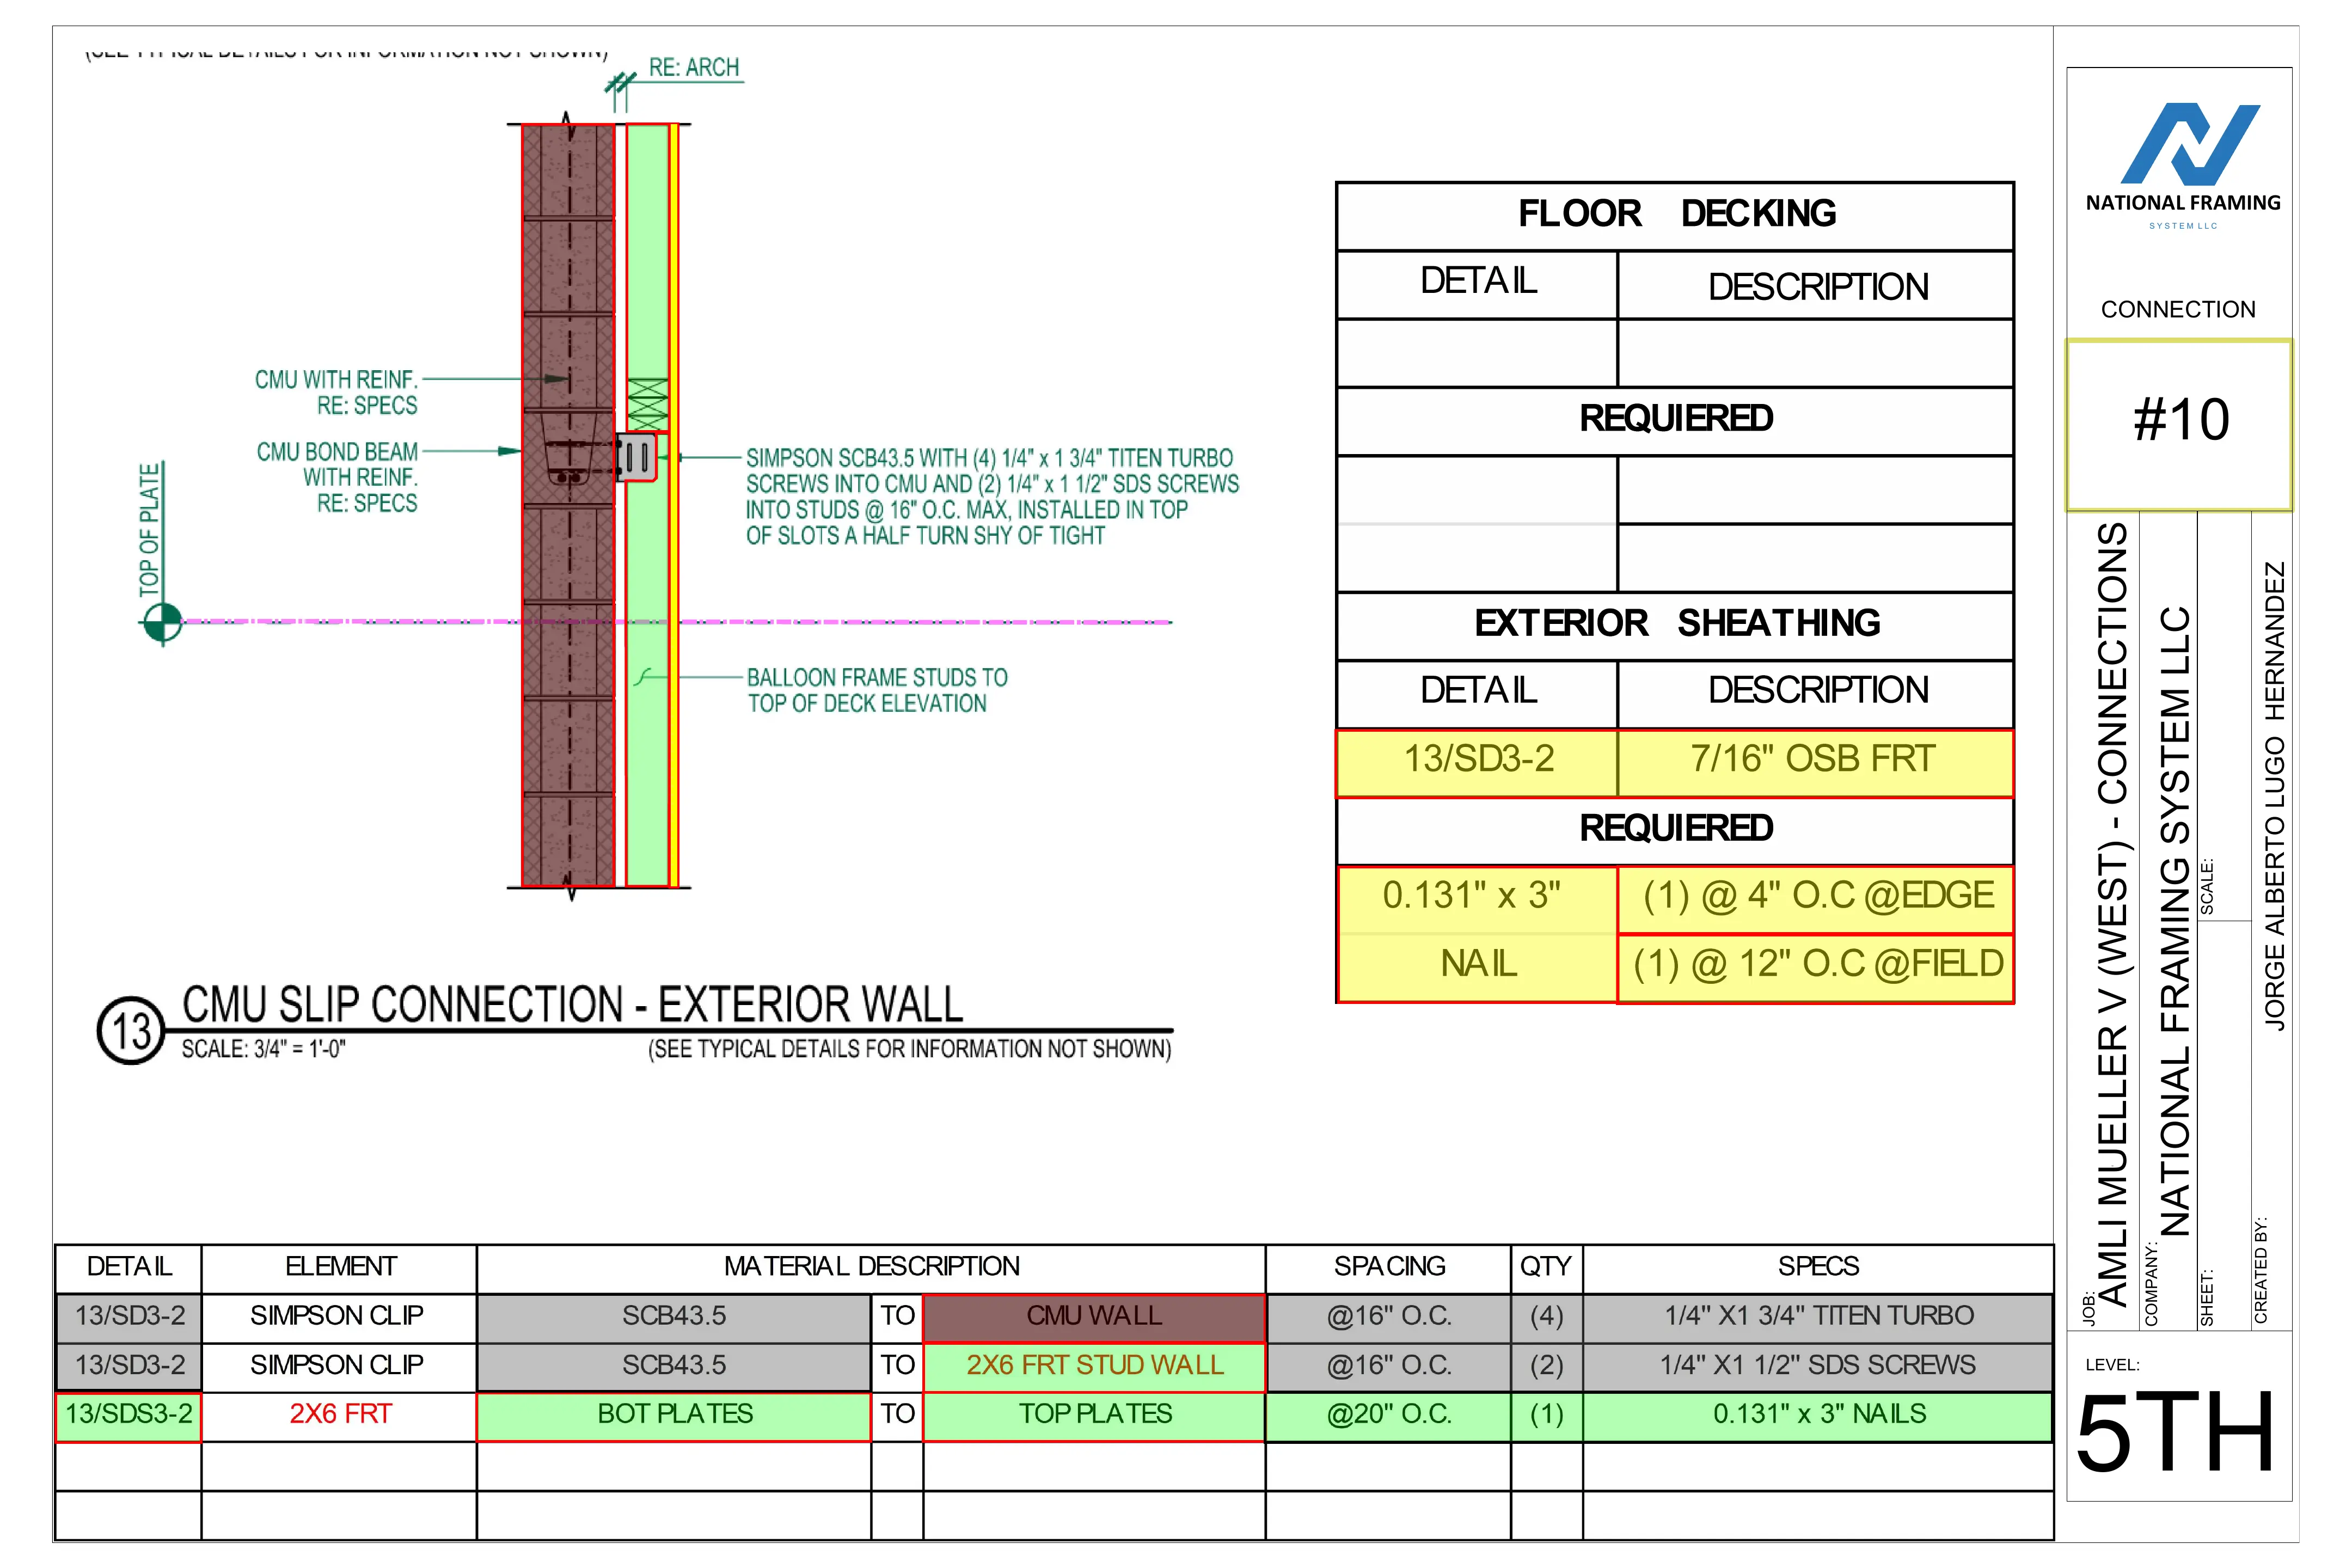 (SEE TYPICAL DETAILS FOR INFORMATION NOT SHOWN)
RE: ARCH
CMU WITH REINF.
RE: SPECS
CMU BOND BEAM
WITH REINF.
RE: SPECS
TOP OF PLATE
SIMPSON SCB43.5 WITH (4) 1/4" x 1 3/4" TITEN TURBO
SCREWS INTO CMU AND (2) 1/4" x 1 1/2" SDS SCREWS
INTO STUDS @ 16" O.C. MAX, INSTALLED IN TOP
OF SLOTS A HALF TURN SHY OF TIGHT
BALLOON FRAME STUDS TO
TOP OF DECK ELEVATION
13
CMU SLIP CONNECTION - EXTERIOR WALL
SCALE: 3/4" = 1'-0"
(SEE TYPICAL DETAILS FOR INFORMATION NOT SHOWN)
FLOOR DECKING
DETAIL DESCRIPTION
REQUIERED
EXTERIOR SHEATHING
DETAIL DESCRIPTION
13/SD3-2 7/16" OSB FRT
REQUIERED
0.131" x 3" (1) @ 4" O.C @EDGE
NAIL (1) @ 12" O.C @FIELD
DETAIL ELEMENT MATERIAL DESCRIPTION SPACING QTY SPECS
13/SD3-2 SIMPSON CLIP SCB43.5 TO CMU WALL @16" O.C. (4) 1/4" X1 3/4" TITEN TURBO
13/SD3-2 SIMPSON CLIP SCB43.5 TO 2X6 FRT STUD WALL @16" O.C. (2) 1/4" X1 1/2" SDS SCREWS
13/SDS3-2 2X6 FRT BOT PLATES TO TOP PLATES @20" O.C. (1) 0.131" x 3" NAILS
NATIONAL FRAMING
SYSTEM LLC
CONNECTION
#10
JOB:
AMLI MUELLER V (WEST) - CONNECTIONS
COMPANY:
NATIONAL FRAMING SYSTEM LLC
SCALE:
SHEET:
CREATED BY:
JORGE ALBERTO LUGO HERNANDEZ
LEVEL:
5TH